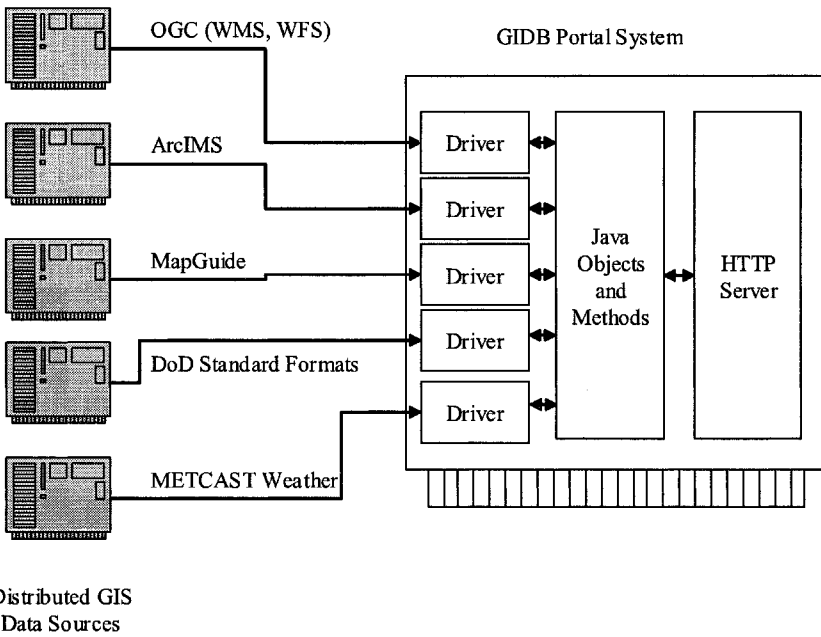 OGC (WMS, WFS)
GIDB Portal System
ArcIMS
MapGuide
DoD Standard Formats
METCAST Weather
Driver
Driver
Driver
Driver
Driver
Java
Objects
and
Methods
HTTP
Server
Distributed GIS
Data Sources